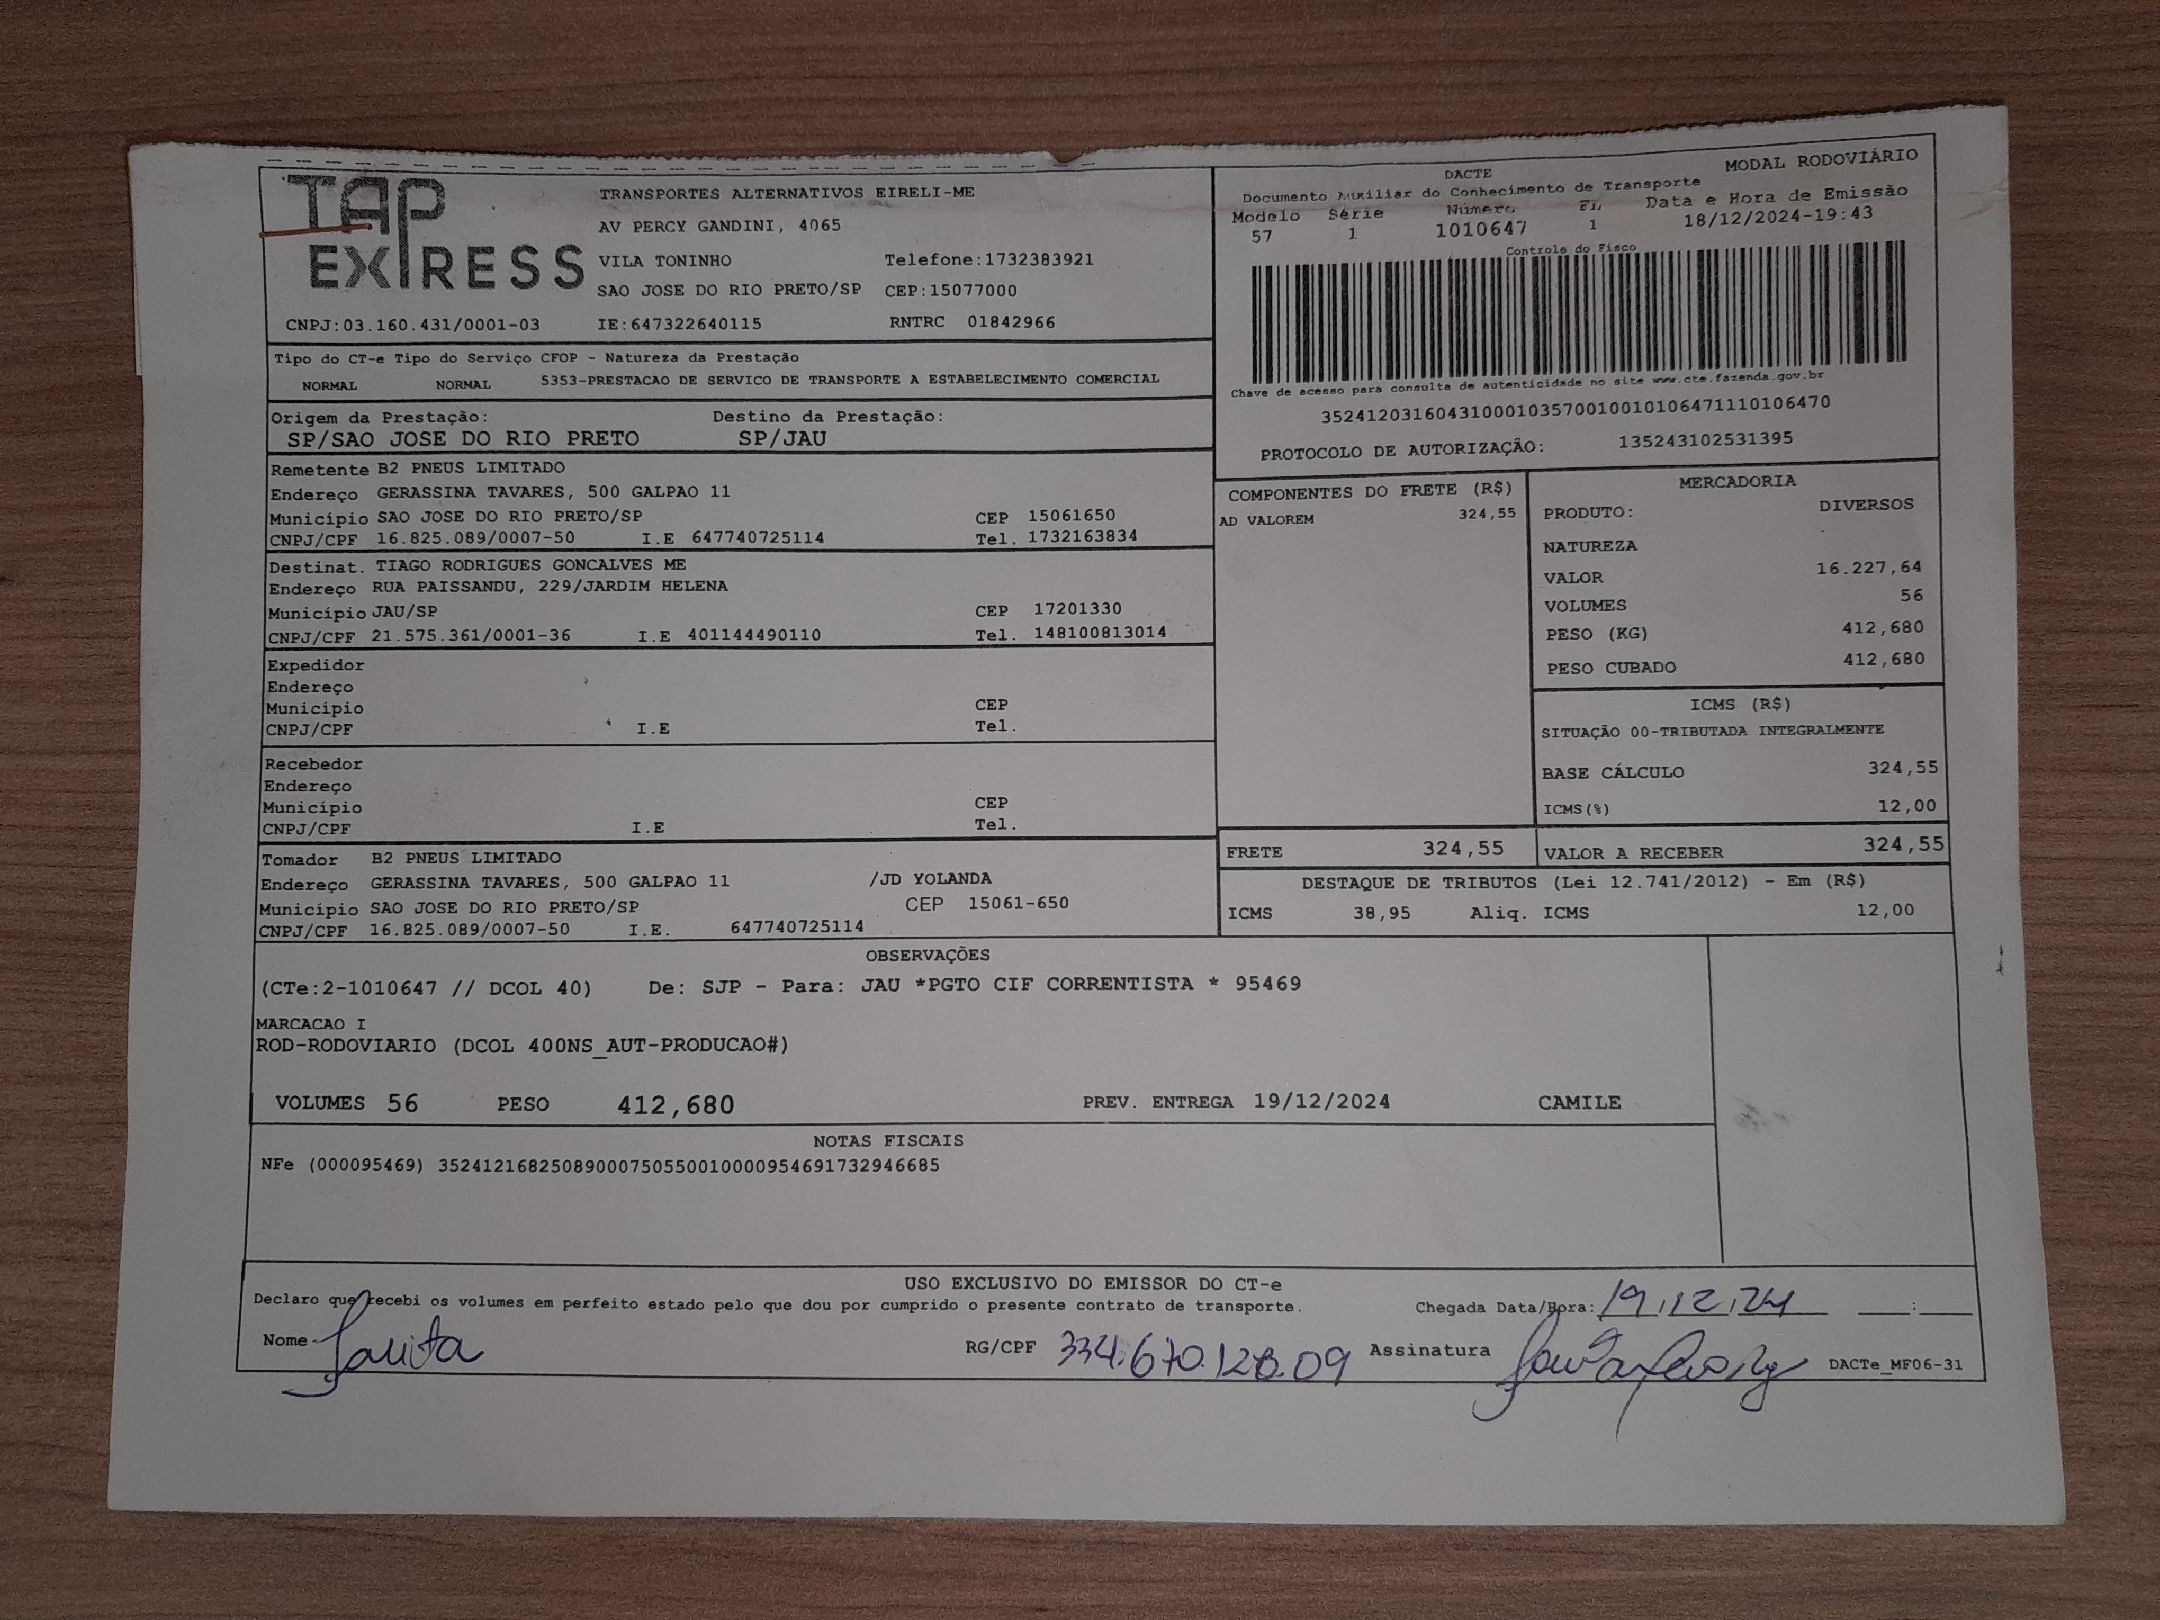 TAP EXPRESS
TRANSPORTES ALTERNATIVOS EIRELI-ME
AV PERCY GANDINI, 4065
VILA TONINHO Telefone:1732383921
SAO JOSE DO RIO PRETO/SP CEP:15077000
CNPJ:03.160.431/0001-03 IE:647322640115 RNTRC 01842966
DACTE MODAL RODOVIÁRIO
Documento Auxiliar do Conhecimento de Transporte
Modelo Série Número FL Data e Hora de Emissão
57 1 1010647 1 18/12/2024-19:43
Controle do Fisco
Chave de acesso para consulta de autenticidade no site www.cte.fazenda.gov.br
35241203160431000103570010010106471110106470
PROTOCOLO DE AUTORIZAÇÃO: 135243102531395
Tipo do CT-e Tipo do Serviço CFOP - Natureza da Prestação
NORMAL NORMAL 5353-PRESTACAO DE SERVICO DE TRANSPORTE A ESTABELECIMENTO COMERCIAL
Origem da Prestação: Destino da Prestação:
SP/SAO JOSE DO RIO PRETO SP/JAU
Remetente B2 PNEUS LIMITADO
Endereço GERASSINA TAVARES, 500 GALPAO 11
Município SAO JOSE DO RIO PRETO/SP CEP 15061650
CNPJ/CPF 16.825.089/0007-50 I.E 647740725114 Tel. 1732163834
Destinat. TIAGO RODRIGUES GONCALVES ME
Endereço RUA PAISSANDU, 229/JARDIM HELENA
Município JAU/SP CEP 17201330
CNPJ/CPF 21.575.361/0001-36 I.E 401144490110 Tel. 148100813014
Expedidor
Endereço
Município CEP
CNPJ/CPF I.E Tel.
Recebedor
Endereço
Município CEP
CNPJ/CPF I.E Tel.
Tomador B2 PNEUS LIMITADO
Endereço GERASSINA TAVARES, 500 GALPAO 11 /JD YOLANDA
Município SAO JOSE DO RIO PRETO/SP CEP 15061-650
CNPJ/CPF 16.825.089/0007-50 I.E. 647740725114
COMPONENTES DO FRETE (R$)
AD VALOREM 324,55
MERCADORIA
PRODUTO: DIVERSOS
NATUREZA
VALOR 16.227,64
VOLUMES 56
PESO (KG) 412,680
PESO CUBADO 412,680
ICMS (R$)
SITUAÇÃO 00-TRIBUTADA INTEGRALMENTE
BASE CÁLCULO 324,55
ICMS(%) 12,00
FRETE 324,55 VALOR A RECEBER 324,55
DESTAQUE DE TRIBUTOS (Lei 12.741/2012) - Em (R$)
ICMS 38,95 Aliq. ICMS 12,00
OBSERVAÇÕES
(CTe:2-1010647 // DCOL 40) De: SJP - Para: JAU *PGTO CIF CORRENTISTA * 95469
MARCACAO I
ROD-RODOVIARIO (DCOL 400NS_AUT-PRODUCAO#)
VOLUMES 56 PESO 412,680 PREV. ENTREGA 19/12/2024 CAMILE
NOTAS FISCAIS
NFe (000095469) 35241216825089000750550010000954691732946685
USO EXCLUSIVO DO EMISSOR DO CT-e
Declaro que recebi os volumes em perfeito estado pelo que dou por cumprido o presente contrato de transporte. Chegada Data/Hora: 19.12.24 __:__
Nome RG/CPF 334.670.128.09 Assinatura DACTe_MF06-31